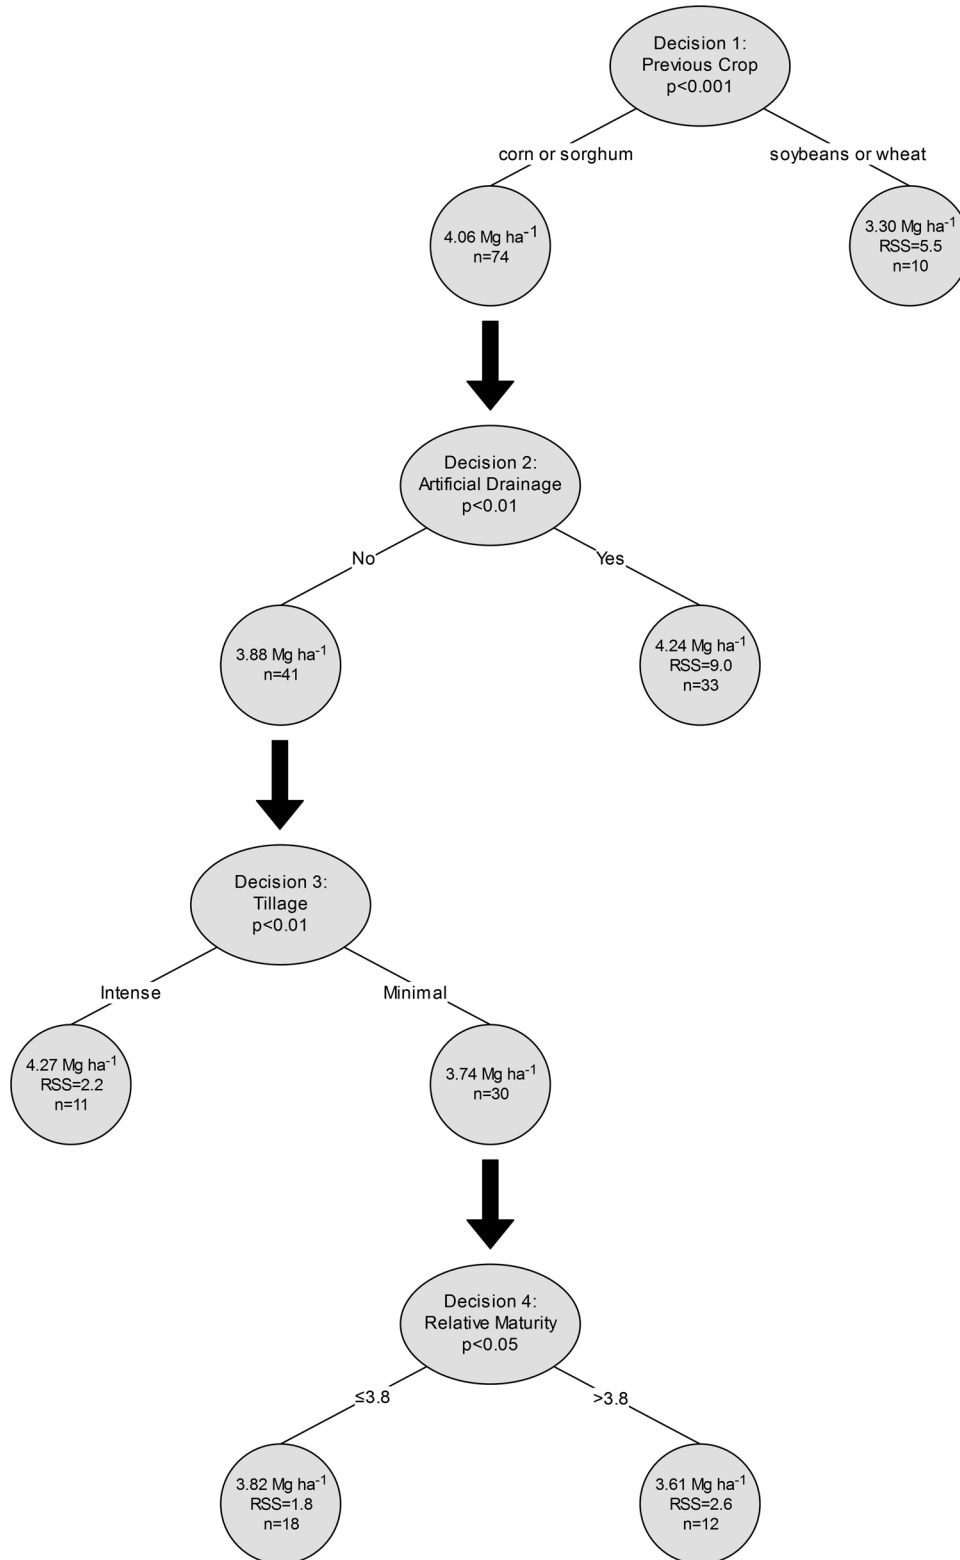 Decision 1:
Previous Crop
p<0.001
corn or sorghum
soybeans or wheat
4.06 Mg ha⁻¹
n=74
3.30 Mg ha⁻¹
RSS=5.5
n=10
Decision 2:
Artificial Drainage
p<0.01
No
Yes
3.88 Mg ha⁻¹
n=41
4.24 Mg ha⁻¹
RSS=9.0
n=33
Decision 3:
Tillage
p<0.01
Intense
Minimal
4.27 Mg ha⁻¹
RSS=2.2
n=11
3.74 Mg ha⁻¹
n=30
Decision 4:
Relative Maturity
p<0.05
≤3.8
>3.8
3.82 Mg ha⁻¹
RSS=1.8
n=18
3.61 Mg ha⁻¹
RSS=2.6
n=12